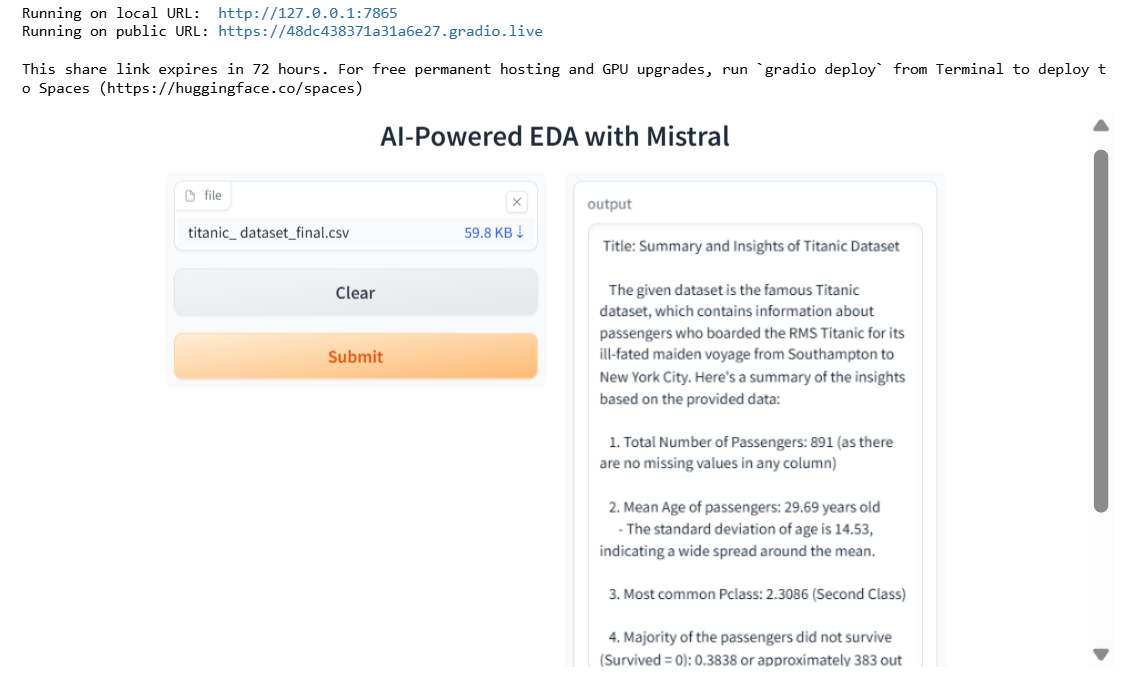 Running on local URL:  http://127.0.0.1:7865
Running on public URL: https://48dc438371a31a6e27.gradio.live
This share link expires in 72 hours. For free permanent hosting and GPU upgrades, run `gradio deploy` from Terminal to deploy t
o Spaces (https://huggingface.co/spaces)
AI-Powered EDA with Mistral
file
titanic_ dataset_final.csv 59.8 KB ↓
Clear
Submit
output
Title: Summary and Insights of Titanic Dataset
The given dataset is the famous Titanic
dataset, which contains information about
passengers who boarded the RMS Titanic for its
ill-fated maiden voyage from Southampton to
New York City. Here's a summary of the insights
based on the provided data:
1. Total Number of Passengers: 891 (as there
are no missing values in any column)
2. Mean Age of passengers: 29.69 years old
- The standard deviation of age is 14.53,
indicating a wide spread around the mean.
3. Most common Pclass: 2.3086 (Second Class)
4. Majority of the passengers did not survive
(Survived = 0): 0.3838 or approximately 383 out